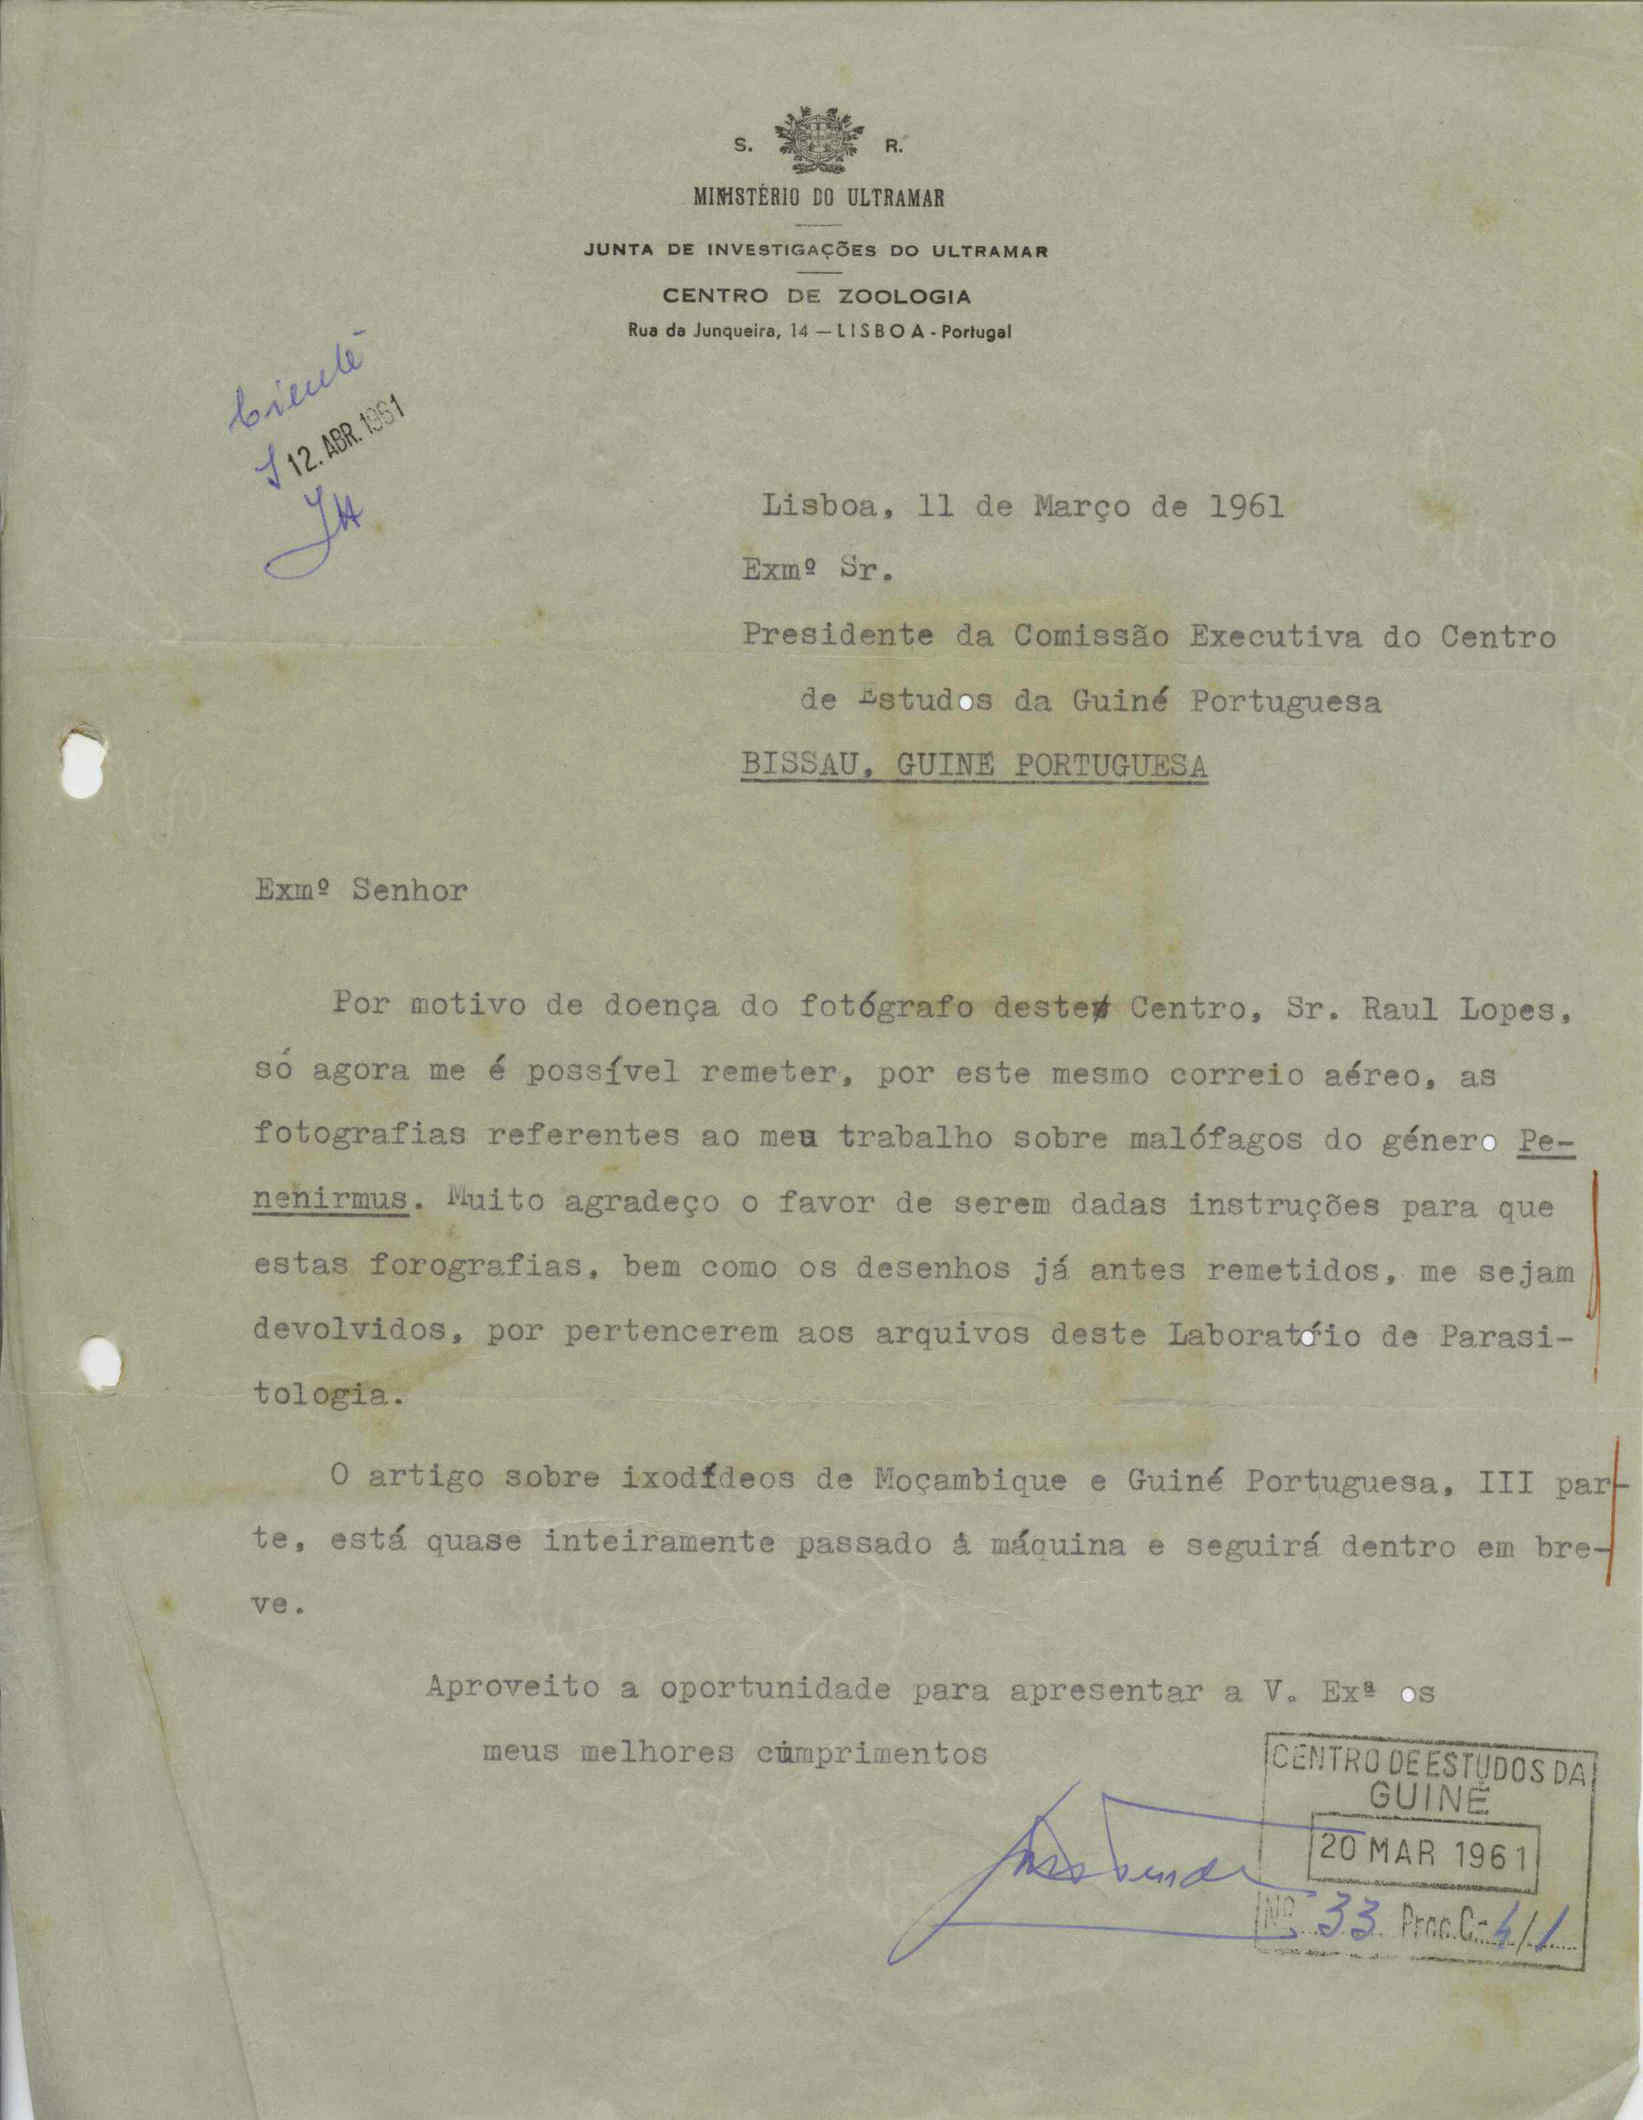 S. R.
MINISTÉRIO DO ULTRAMAR
JUNTA DE INVESTIGAÇÕES DO ULTRAMAR
CENTRO DE ZOOLOGIA
Rua da Junqueira, 14 — LISBOA - Portugal
Ciente
12. ABR. 1961
Lisboa, 11 de Março de 1961
Exmº Sr.
Presidente da Comissão Executiva do Centro
de Estudos da Guiné Portuguesa
BISSAU, GUINÉ PORTUGUESA
Exmº Senhor
Por motivo de doença do fotógrafo deste Centro, Sr. Raul Lopes,
só agora me é possível remeter, por este mesmo correio aéreo, as
fotografias referentes ao meu trabalho sobre malófagos do género Pe-
nenirmus. Muito agradeço o favor de serem dadas instruções para que
estas forografias, bem como os desenhos já antes remetidos, me sejam
devolvidos, por pertencerem aos arquivos deste Laboratóio de Parasi-
tologia.
O artigo sobre ixodídeos de Moçambique e Guiné Portuguesa, III par-
te, está quase inteiramente passado à máquina e seguirá dentro em bre-
ve.
Aproveito a oportunidade para apresentar a V. Exª os
meus melhores cumprimentos
CENTRO DE ESTUDOS DA
GUINÉ
20 MAR 1961
Nº 33 Proc. C-4/1